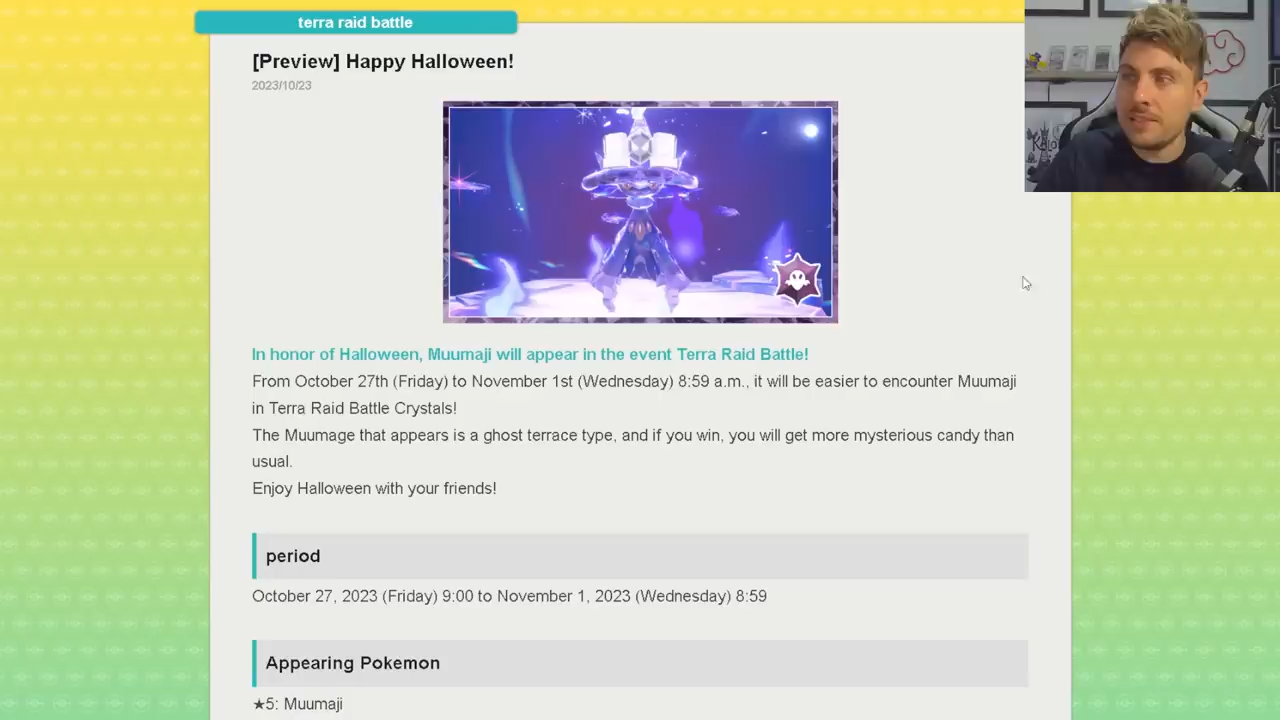 terra raid battle
[Preview] Happy Halloween!
2023/10/23
In honor of Halloween, Muumaji will appear in the event Terra Raid Battle!
From October 27th (Friday) to November 1st (Wednesday) 8:59 a.m., it will be easier to encounter Muumaji
in Terra Raid Battle Crystals!
The Muumage that appears is a ghost terrace type, and if you win, you will get more mysterious candy than
usual.
Enjoy Halloween with your friends!
period
October 27, 2023 (Friday) 9:00 to November 1, 2023 (Wednesday) 8:59
Appearing Pokemon
★5: Muumaji